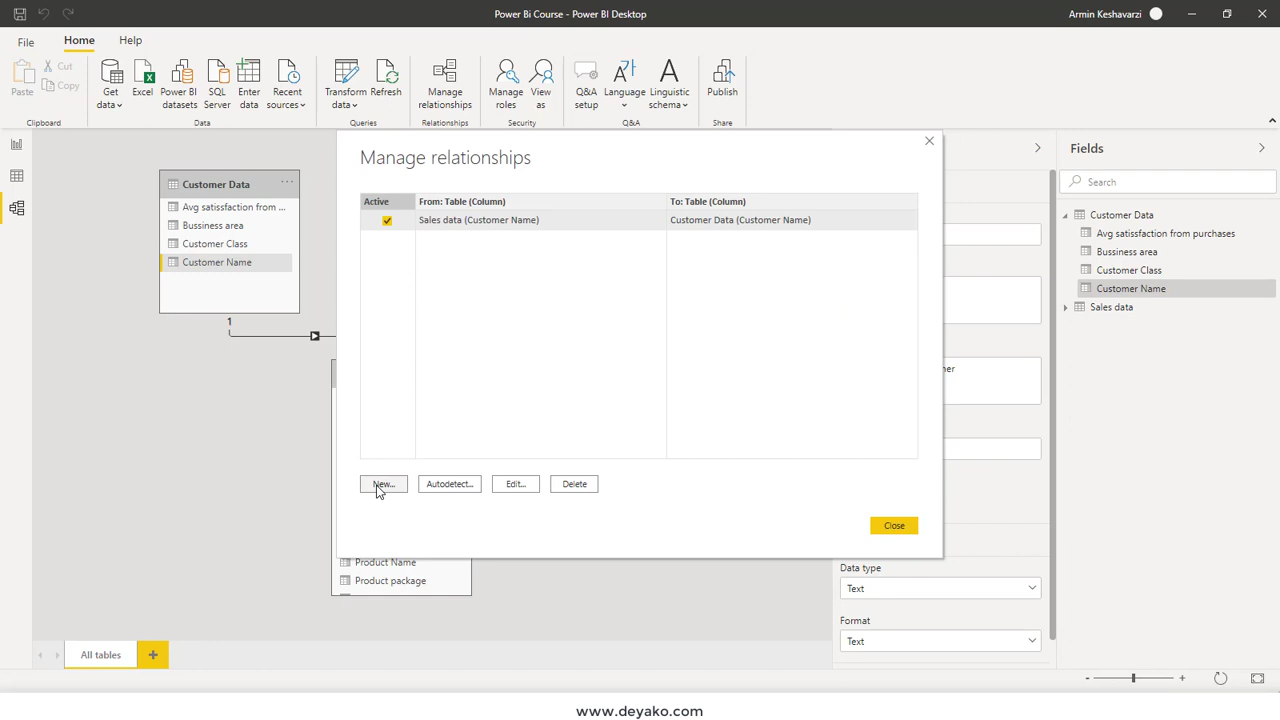 Power Bi Course - Power BI Desktop
Armin Keshavarzi
File
Home
Help
Paste
Cut
Copy
Get data
Excel
Power BI datasets
SQL Server
Enter data
Recent sources
Transform data
Refresh
Manage relationships
Manage roles
View as
Q&A setup
Language
Linguistic schema
Publish
Clipboard
Data
Queries
Relationships
Security
Q&A
Share
Customer Data
Avg satisfaction from ...
Bussiness area
Customer Class
Customer Name
1
Product Name
Product package
Manage relationships
Active
From: Table (Column)
To: Table (Column)
Sales data (Customer Name)
Customer Data (Customer Name)
New...
Autodetect...
Edit...
Delete
Close
Data type
Text
Format
Text
Fields
Search
Customer Data
Avg satisfaction from purchases
Bussiness area
Customer Class
Customer Name
Sales data
All tables
www.deyako.com